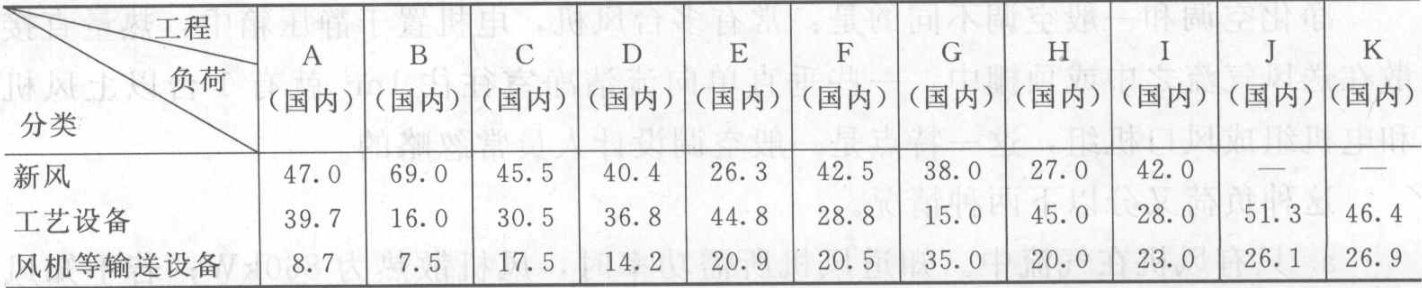 工程
A B C D E F G H I J K
负荷
(国内) (国内) (国内) (国内) (国内) (国内) (国内) (国内) (国内) (国内) (国内)
分类
新风 47.0 69.0 45.5 40.4 26.3 42.5 38.0 27.0 42.0 — —
工艺设备 39.7 16.0 30.5 36.8 44.8 28.8 15.0 45.0 28.0 51.3 46.4
风机等输送设备 8.7 7.5 17.5 14.2 20.9 20.5 35.0 20.0 23.0 26.1 26.9